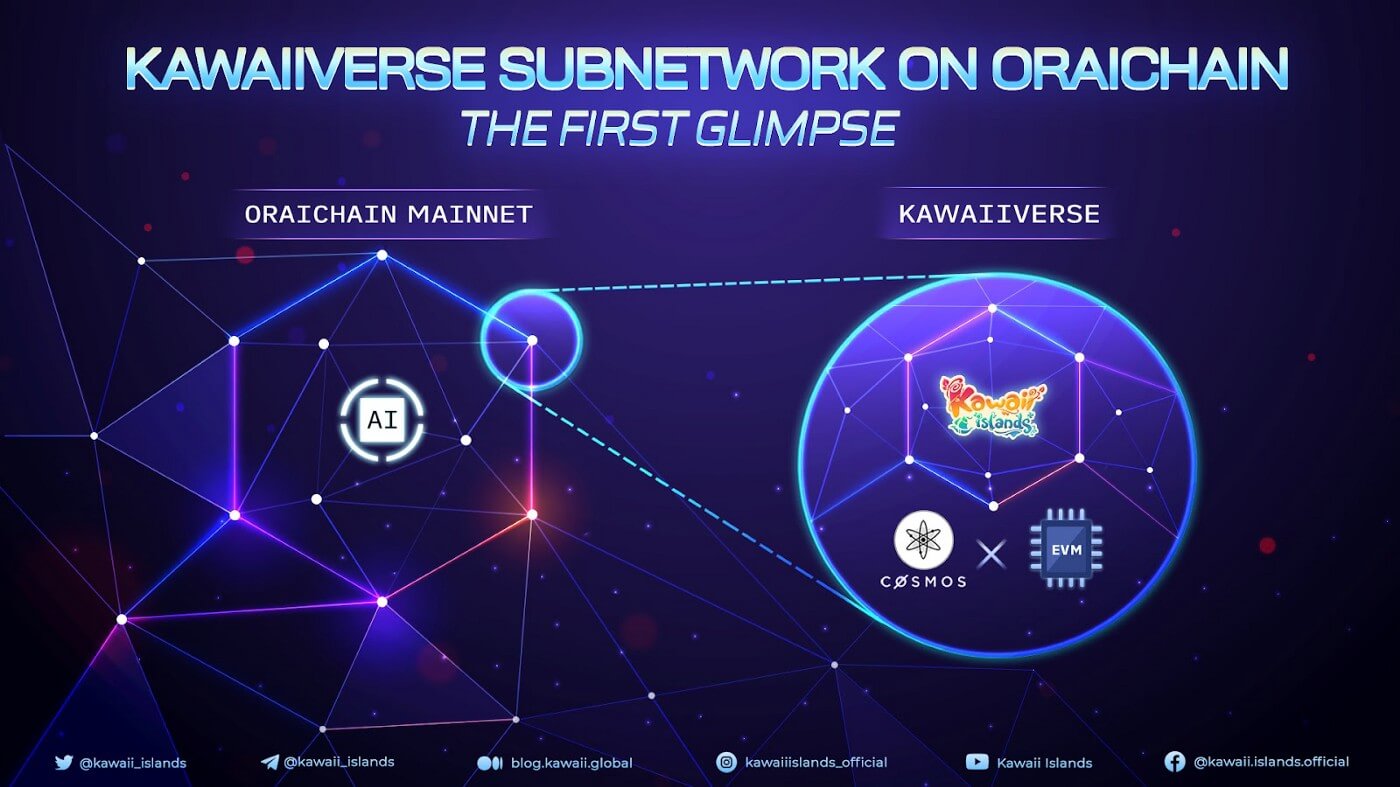 KAWAIIVERSE SUBNETWORK ON ORAICHAIN
THE FIRST GLIMPSE
ORAICHAIN MAINNET
KAWAIIVERSE
AI
Kawaii
islands
COSMOS
EVM
@kawaii_islands
@kawaii_islands
blog.kawaii.global
kawaiiislands_official
Kawaii Islands
@kawaii.islands.official